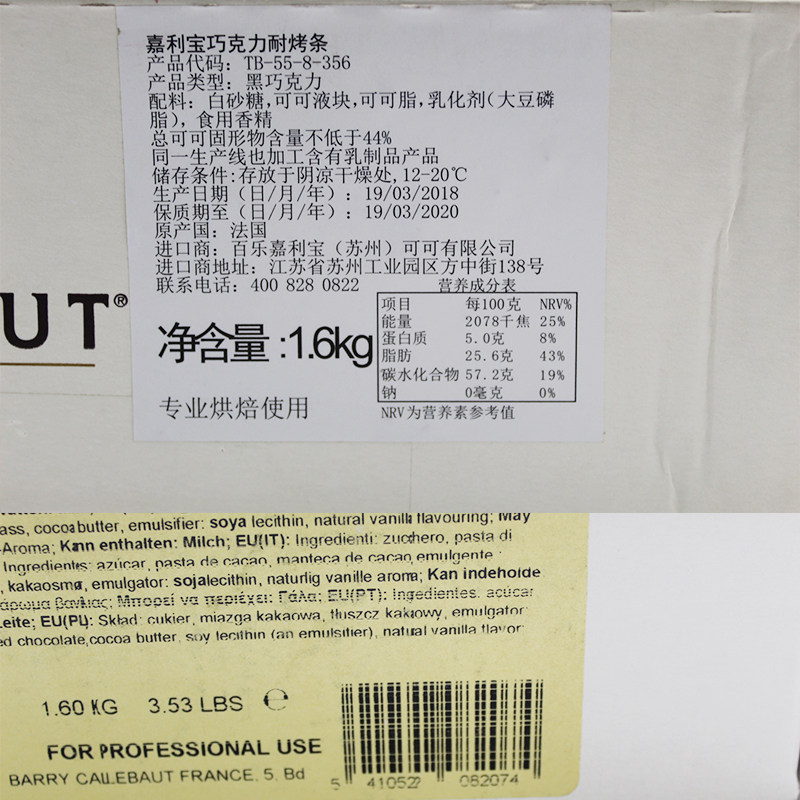 嘉利宝巧克力耐烤条
产品代码：TB-55-8-356
产品类型：黑巧克力
配料：白砂糖,可可液块,可可脂,乳化剂(大豆磷
脂)，食用香精
总可可固形物含量不低于44%
同一生产线也加工含有乳制品产品
储存条件:存放于阴凉干燥处,12-20℃
生产日期（日/月/年）：19/03/2018
保质期至（日/月/年）：19/03/2020
原产国：法国
进口商：百乐嘉利宝（苏州）可可有限公司
进口商地址：江苏省苏州工业园区方中街138号
联系电话：400 828 0822
营养成分表
项目 每100克 NRV%
能量 2078千焦 25%
蛋白质 5.0克 8%
脂肪 25.6克 43%
碳水化合物 57.2克 19%
钠 0毫克 0%
NRV为营养素参考值
净含量:1.6kg
专业烘焙使用
UT®
ass, cocoa butter, emulsifier: soya lecithin, natural vanilla flavouring; May
-Aroma; Kann enthalten: Milch; EU(IT): Ingredienti: zucchero, pasta di
Ingredientes: azúcar, pasta de cacao, manteca de cacao, emulgente
, kakaosmør, emulgator: sojalecithin, naturlig vanille aroma; Kan indeholde
άρωμα βανίλιας; Μπορεί να περιέχει: Γάλα; EU(PT): Ingredientes: açúcar
Leite; EU(PL): Skład: cukier, miazga kakaowa, tłuszcz kakaowy, emulgator:
ed chocolate, cocoa butter, soy lecithin (an emulsifier), natural vanilla flavor
1.60 KG 3.53 LBS ℮
FOR PROFESSIONAL USE
BARRY CALLEBAUT FRANCE. 5, Bd
5 410522 082074